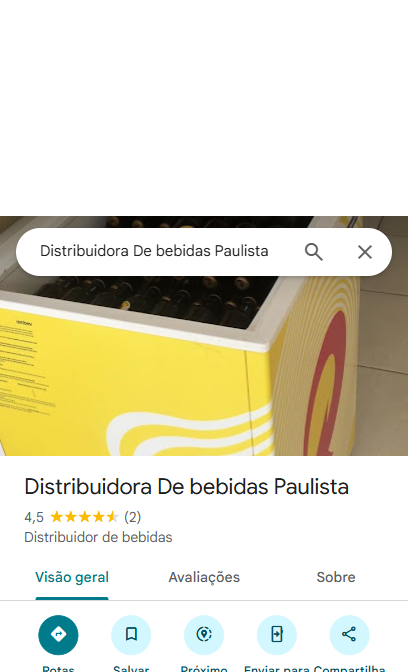 Distribuidora De bebidas Paulista
Distribuidora De bebidas Paulista
4,5 (2)
Distribuidor de bebidas
Visão geral Avaliações Sobre
Rotas Salvar Próximo Enviar para Compartilha